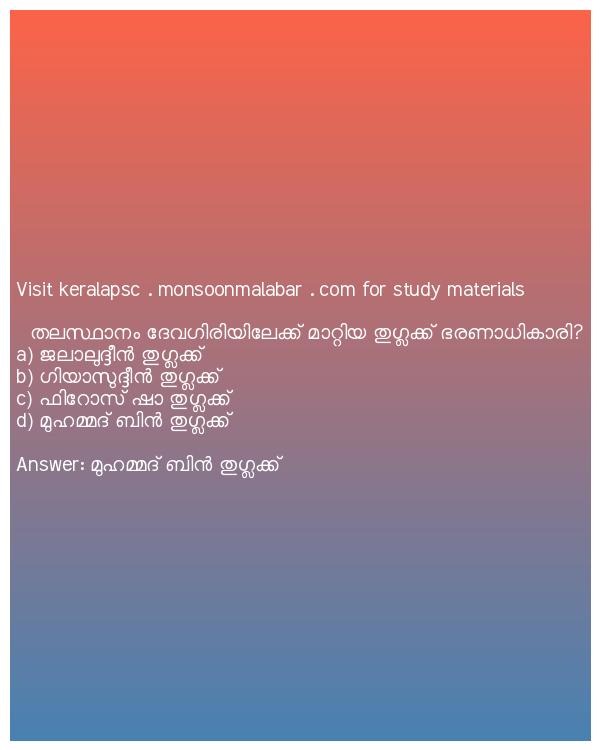 Visit keralapsc . monsoonmalabar . com for study materials
തലസ്ഥാനം ദേവഗിരിയിലേക്ക് മാറ്റിയ തുഗ്ലക്ക് ഭരണാധികാരി?
a) ജലാലുദ്ദീൻ തുഗ്ലക്ക്
b) ഗിയാസുദ്ദീൻ തുഗ്ലക്ക്
c) ഫിറോസ് ഷാ തുഗ്ലക്ക്
d) മുഹമ്മദ് ബിൻ തുഗ്ലക്ക്
Answer: മുഹമ്മദ് ബിൻ തുഗ്ലക്ക്